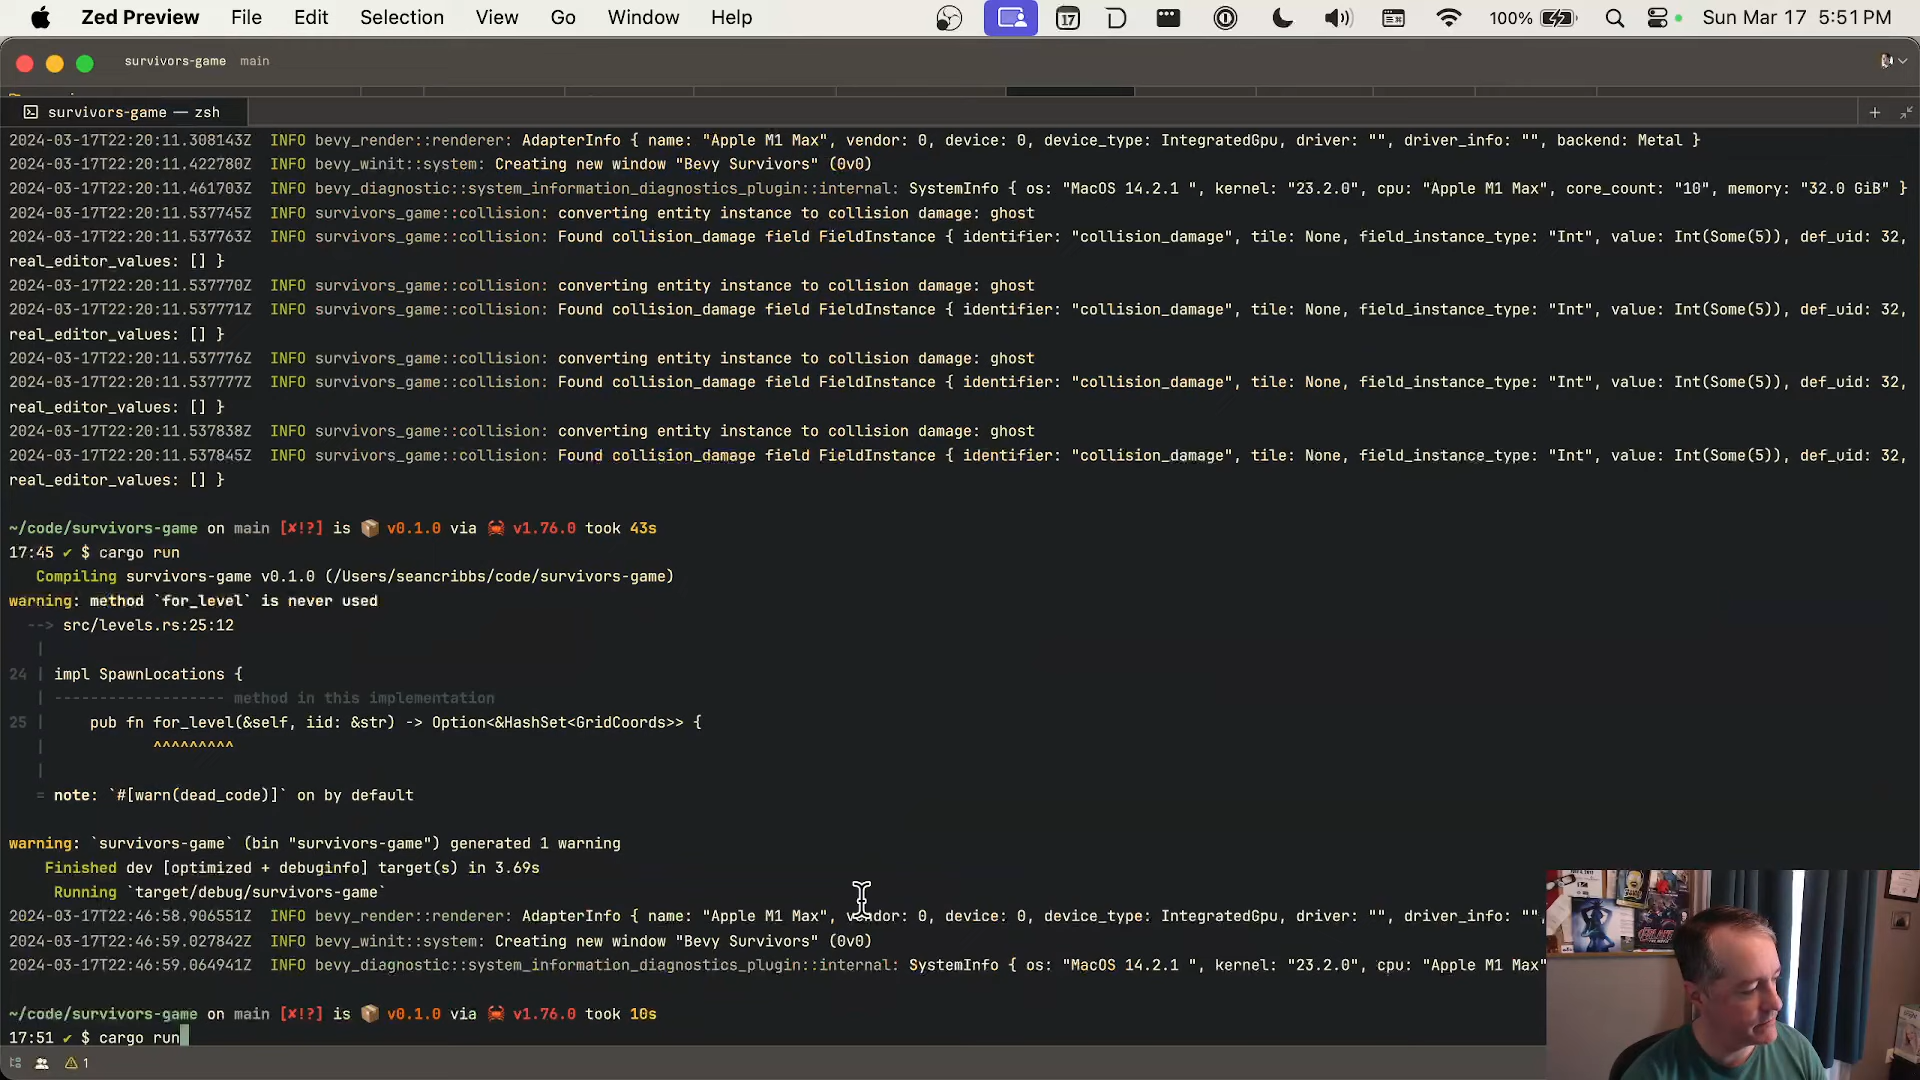 Zed Preview File Edit Selection View Go Window Help 17 100% Sun Mar 17 5:51 PM
survivors-game main
survivors-game — zsh
2024-03-17T22:20:11.308143Z INFO bevy_render::renderer: AdapterInfo { name: "Apple M1 Max", vendor: 0, device: 0, device_type: IntegratedGpu, driver: "", driver_info: "", backend: Metal }
2024-03-17T22:20:11.422780Z INFO bevy_winit::system: Creating new window "Bevy Survivors" (0v0)
2024-03-17T22:20:11.461703Z INFO bevy_diagnostic::system_information_diagnostics_plugin::internal: SystemInfo { os: "MacOS 14.2.1 ", kernel: "23.2.0", cpu: "Apple M1 Max", core_count: "10", memory: "32.0 GiB" }
2024-03-17T22:20:11.537745Z INFO survivors_game::collision: converting entity instance to collision damage: ghost
2024-03-17T22:20:11.537763Z INFO survivors_game::collision: Found collision_damage field FieldInstance { identifier: "collision_damage", tile: None, field_instance_type: "Int", value: Int(Some(5)), def_uid: 32,
real_editor_values: [] }
2024-03-17T22:20:11.537770Z INFO survivors_game::collision: converting entity instance to collision damage: ghost
2024-03-17T22:20:11.537771Z INFO survivors_game::collision: Found collision_damage field FieldInstance { identifier: "collision_damage", tile: None, field_instance_type: "Int", value: Int(Some(5)), def_uid: 32,
real_editor_values: [] }
2024-03-17T22:20:11.537776Z INFO survivors_game::collision: converting entity instance to collision damage: ghost
2024-03-17T22:20:11.537777Z INFO survivors_game::collision: Found collision_damage field FieldInstance { identifier: "collision_damage", tile: None, field_instance_type: "Int", value: Int(Some(5)), def_uid: 32,
real_editor_values: [] }
2024-03-17T22:20:11.537838Z INFO survivors_game::collision: converting entity instance to collision damage: ghost
2024-03-17T22:20:11.537845Z INFO survivors_game::collision: Found collision_damage field FieldInstance { identifier: "collision_damage", tile: None, field_instance_type: "Int", value: Int(Some(5)), def_uid: 32,
real_editor_values: [] }
~/code/survivors-game on main [✘!?] is 📦 v0.1.0 via 🦀 v1.76.0 took 43s
17:45 ✔ $ cargo run
Compiling survivors-game v0.1.0 (/Users/seancribbs/code/survivors-game)
warning: method `for_level` is never used
--> src/levels.rs:25:12
|
24 | impl SpawnLocations {
| ------------------- method in this implementation
25 | pub fn for_level(&self, iid: &str) -> Option<&HashSet<GridCoords>> {
| ^^^^^^^^^
|
= note: `#[warn(dead_code)]` on by default
warning: `survivors-game` (bin "survivors-game") generated 1 warning
Finished dev [optimized + debuginfo] target(s) in 3.69s
Running `target/debug/survivors-game`
2024-03-17T22:46:58.906551Z INFO bevy_render::renderer: AdapterInfo { name: "Apple M1 Max", vendor: 0, device: 0, device_type: IntegratedGpu, driver: "", driver_info: "",
2024-03-17T22:46:59.027842Z INFO bevy_winit::system: Creating new window "Bevy Survivors" (0v0)
2024-03-17T22:46:59.064941Z INFO bevy_diagnostic::system_information_diagnostics_plugin::internal: SystemInfo { os: "MacOS 14.2.1 ", kernel: "23.2.0", cpu: "Apple M1 Max"
~/code/survivors-game on main [✘!?] is 📦 v0.1.0 via 🦀 v1.76.0 took 10s
17:51 ✔ $ cargo run
1